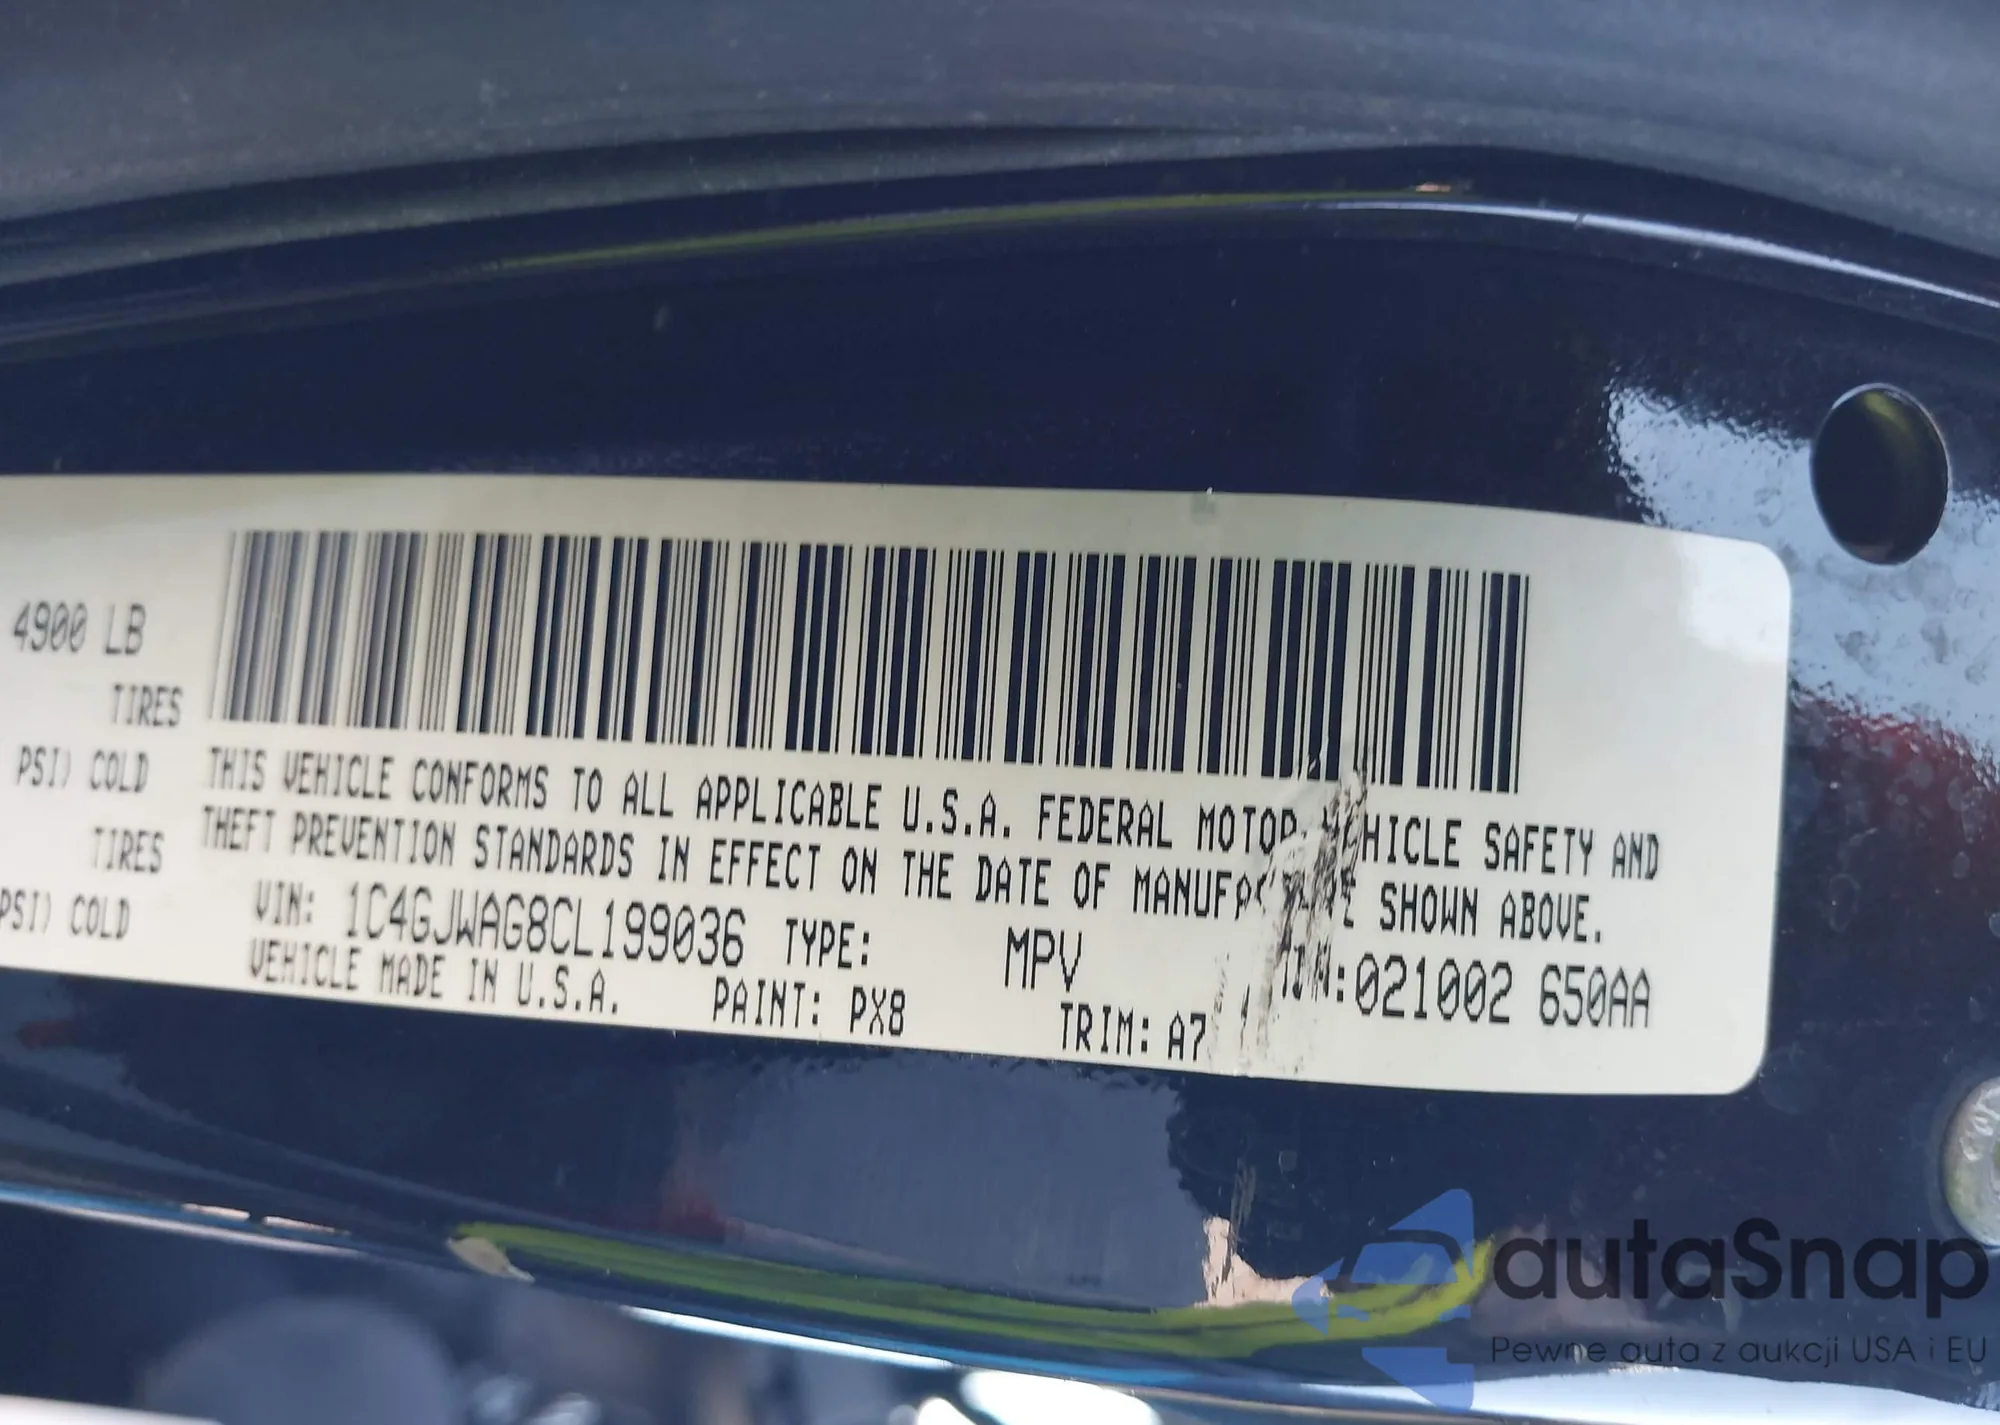 4900 LB
TIRES
PSI) COLD
TIRES
PSI) COLD
THIS VEHICLE CONFORMS TO ALL APPLICABLE U.S.A. FEDERAL MOTOR VEHICLE SAFETY AND
THEFT PREVENTION STANDARDS IN EFFECT ON THE DATE OF MANUFACTURE SHOWN ABOVE.
VIN: 1C4GJWAG8CL199036 TYPE: MPV :021002 650AA
VEHICLE MADE IN U.S.A. PAINT: PX8 TRIM: A7
autaSnap
Pewne auta z aukcji USA i EU